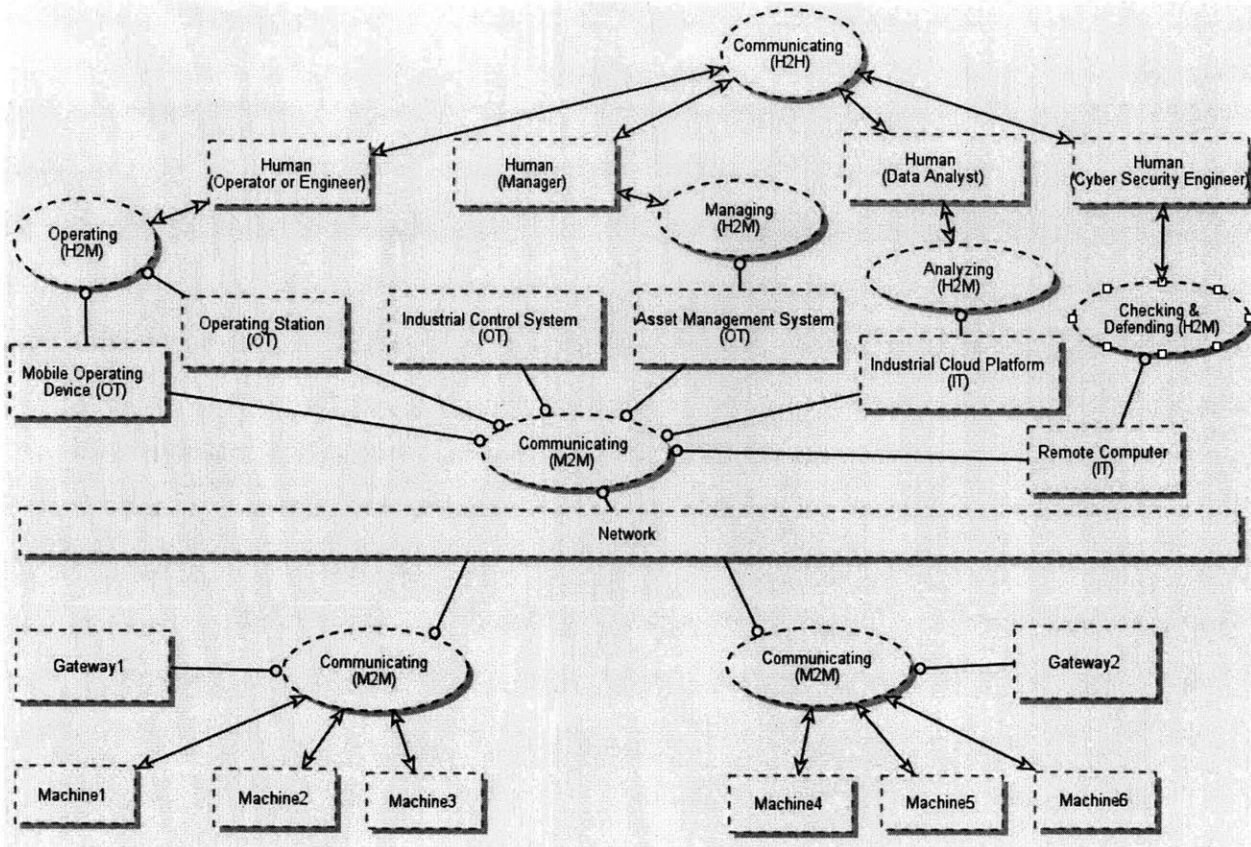 Communicating
(H2H)
Human
(Operator or Engineer)
Human
(Manager)
Human
(Data Analyst)
Human
(Cyber Security Engineer)
Operating
(H2M)
Managing
(H2M)
Analyzing
(H2M)
Checking &
Defending (H2M)
Operating Station
(OT)
Industrial Control System
(OT)
Asset Management System
(OT)
Mobile Operating
Device (OT)
Industrial Cloud Platform
(IT)
Communicating
(M2M)
Remote Computer
(IT)
Network
Gateway1
Communicating
(M2M)
Communicating
(M2M)
Gateway2
Machine1
Machine2
Machine3
Machine4
Machine5
Machine6